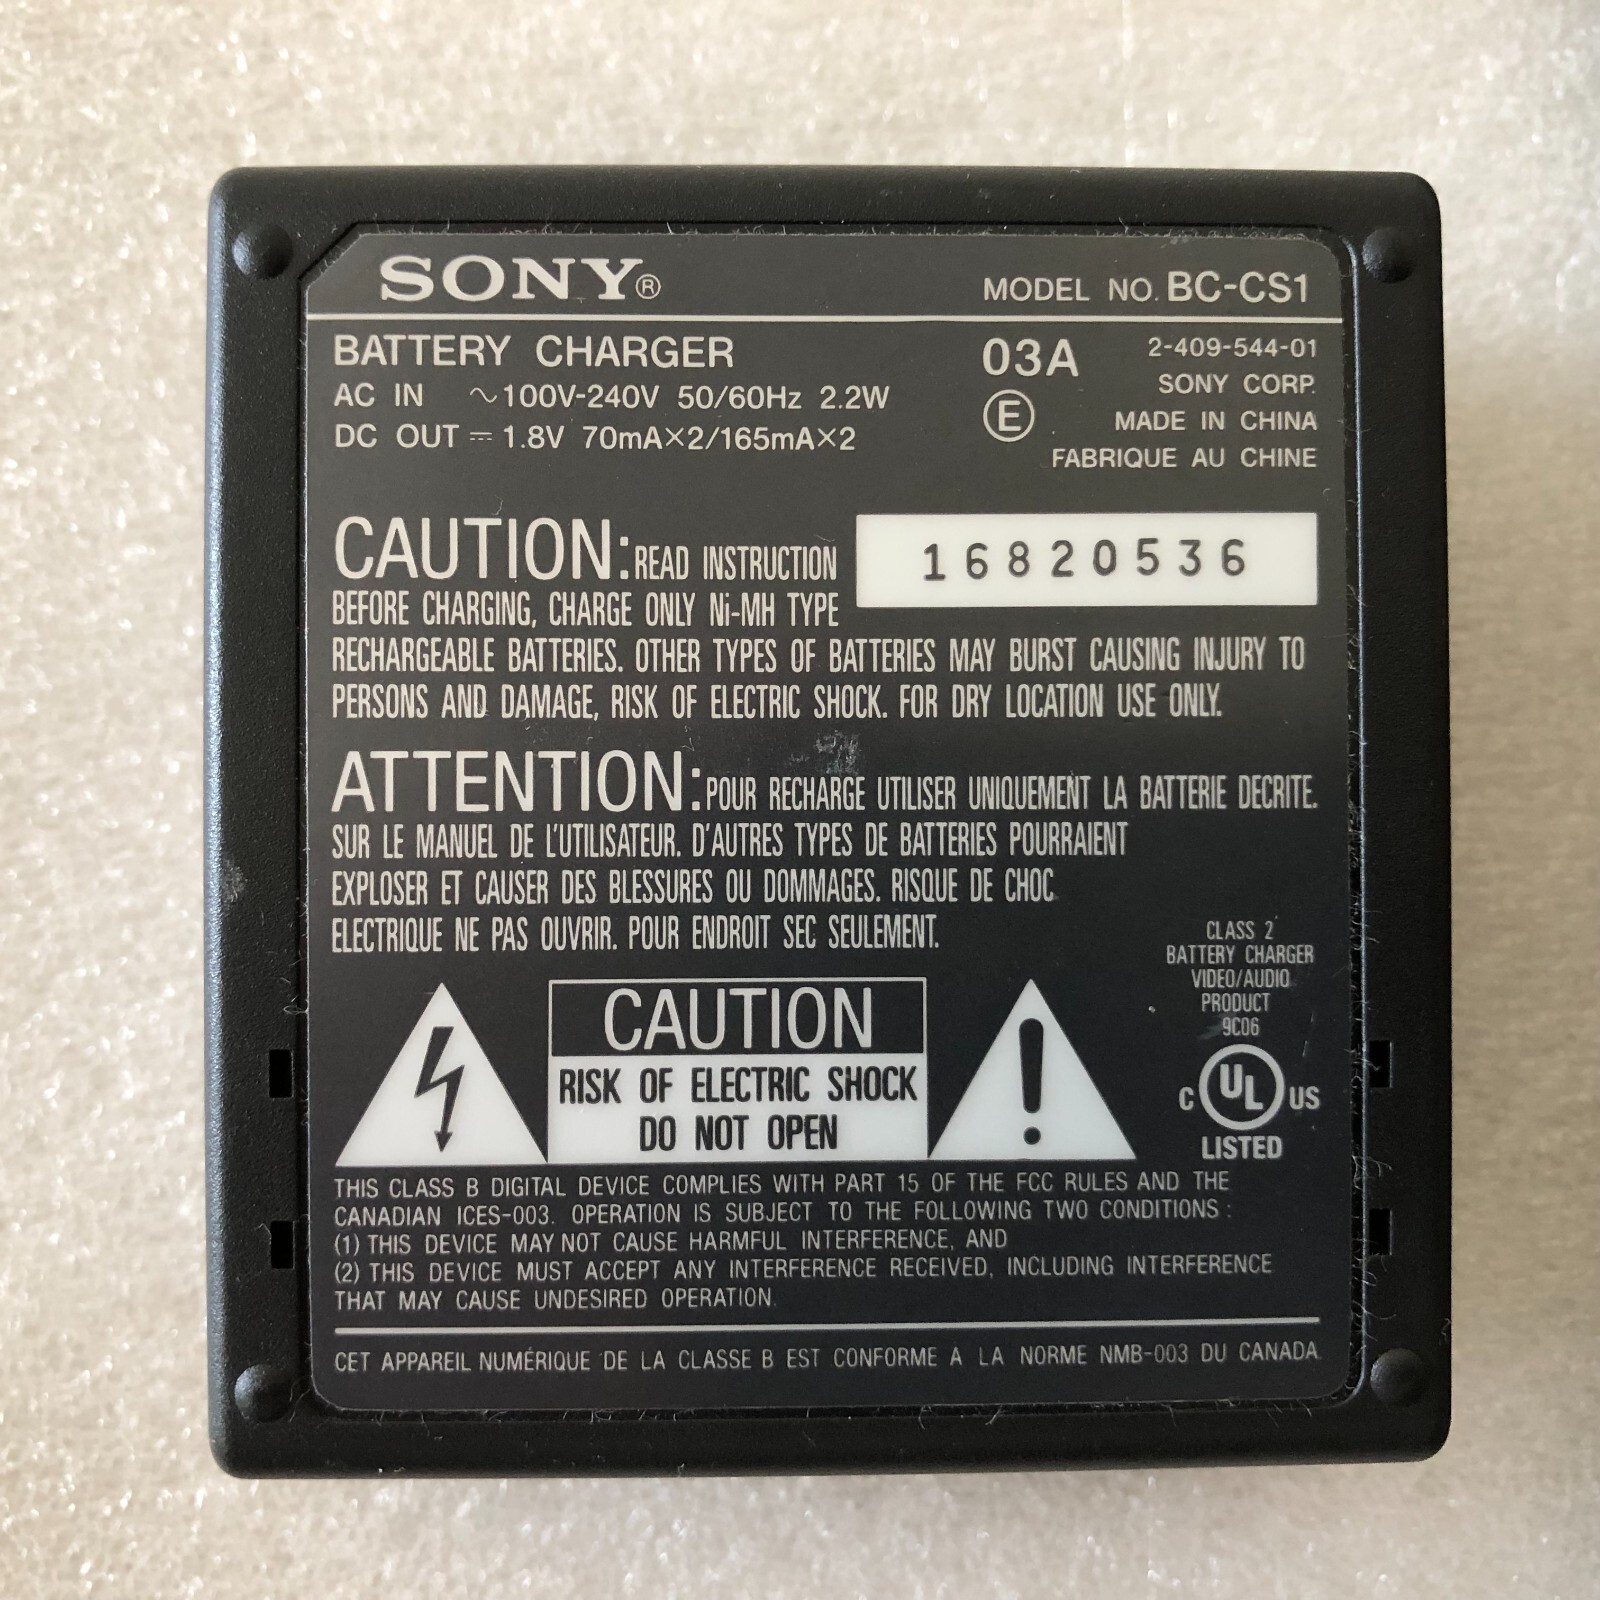 SONY®
MODEL NO. BC-CS1
BATTERY CHARGER
AC IN ~100V-240V 50/60Hz 2.2W
DC OUT ⎓ 1.8V 70mA×2/165mA×2
03A
E
2-409-544-01
SONY CORP.
MADE IN CHINA
FABRIQUE AU CHINE
CAUTION: READ INSTRUCTION
BEFORE CHARGING, CHARGE ONLY Ni-MH TYPE
16820536
RECHARGEABLE BATTERIES. OTHER TYPES OF BATTERIES MAY BURST CAUSING INJURY TO
PERSONS AND DAMAGE, RISK OF ELECTRIC SHOCK. FOR DRY LOCATION USE ONLY.
ATTENTION: POUR RECHARGE UTILISER UNIQUEMENT LA BATTERIE DECRITE.
SUR LE MANUEL DE L'UTILISATEUR. D'AUTRES TYPES DE BATTERIES POURRAIENT
EXPLOSER ET CAUSER DES BLESSURES OU DOMMAGES. RISQUE DE CHOC
ELECTRIQUE NE PAS OUVRIR. POUR ENDROIT SEC SEULEMENT.
CLASS 2
BATTERY CHARGER
VIDEO/AUDIO
PRODUCT
9C06
C UL US
LISTED
CAUTION
RISK OF ELECTRIC SHOCK
DO NOT OPEN
!
THIS CLASS B DIGITAL DEVICE COMPLIES WITH PART 15 OF THE FCC RULES AND THE
CANADIAN ICES-003. OPERATION IS SUBJECT TO THE FOLLOWING TWO CONDITIONS :
(1) THIS DEVICE MAY NOT CAUSE HARMFUL INTERFERENCE, AND
(2) THIS DEVICE MUST ACCEPT ANY INTERFERENCE RECEIVED, INCLUDING INTERFERENCE
THAT MAY CAUSE UNDESIRED OPERATION.
CET APPAREIL NUMÉRIQUE DE LA CLASSE B EST CONFORME A LA NORME NMB-003 DU CANADA.